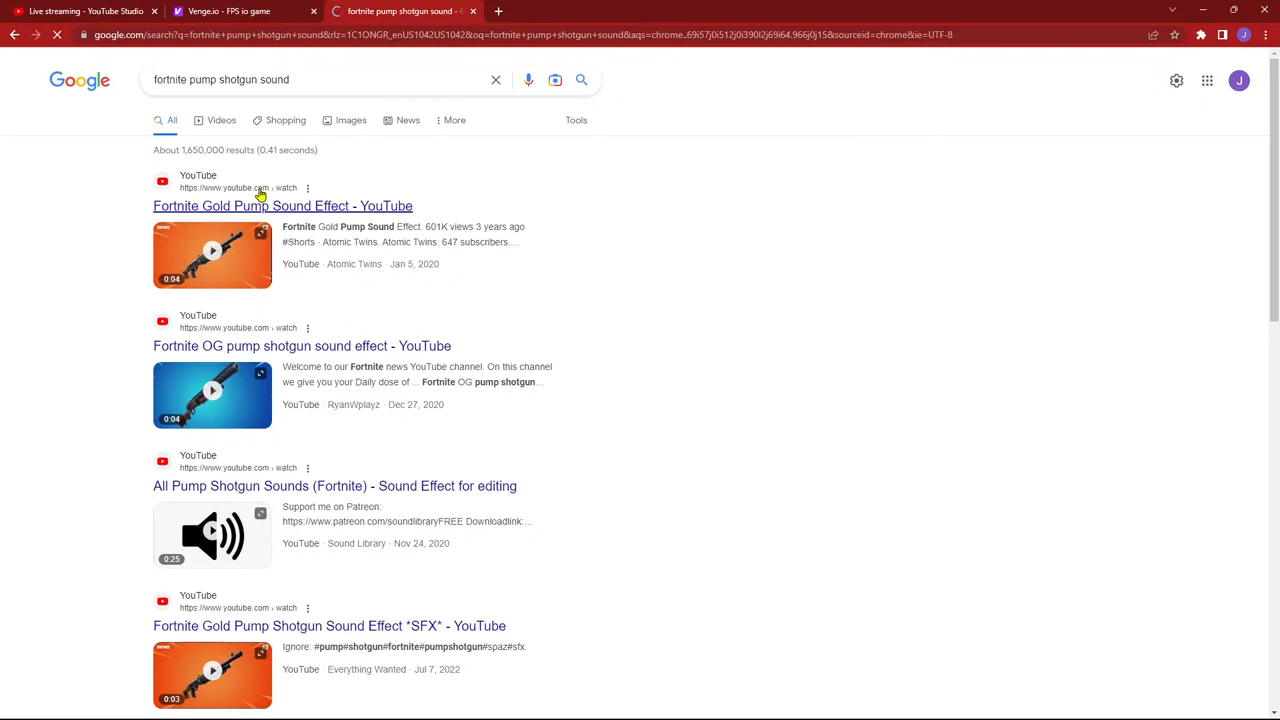 Live streaming - YouTube Studio
Venge.io - FPS io game
fortnite pump shotgun sound - G
google.com/search?q=fortnite+pump+shotgun+sound&rlz=1C1ONGR_enUS1042US1042&oq=fortnite+pump+shotgun+sound&aqs=chrome..69i57j0i512j0i390l2j69i64.966j0j15&sourceid=chrome&ie=UTF-8
J
Google
fortnite pump shotgun sound
J
All
Videos
Shopping
Images
News
More
Tools
About 1,650,000 results (0.41 seconds)
YouTube
https://www.youtube.com › watch
Fortnite Gold Pump Sound Effect - YouTube
0:04
Fortnite Gold Pump Sound Effect. 601K views 3 years ago
#Shorts · Atomic Twins. Atomic Twins. 647 subscribers....
YouTube · Atomic Twins · Jan 5, 2020
YouTube
https://www.youtube.com › watch
Fortnite OG pump shotgun sound effect - YouTube
0:04
Welcome to our Fortnite news YouTube channel. On this channel
we give you your Daily dose of ... Fortnite OG pump shotgun...
YouTube · RyanWplayz · Dec 27, 2020
YouTube
https://www.youtube.com › watch
All Pump Shotgun Sounds (Fortnite) - Sound Effect for editing
0:25
Support me on Patreon:
https://www.patreon.com/soundlibraryFREE Downloadlink:...
YouTube · Sound Library · Nov 24, 2020
YouTube
https://www.youtube.com › watch
Fortnite Gold Pump Shotgun Sound Effect *SFX* - YouTube
0:03
Ignore: #pump#shotgun#fortnite#pumpshotgun#spaz#sfx.
YouTube · Everything Wanted · Jul 7, 2022